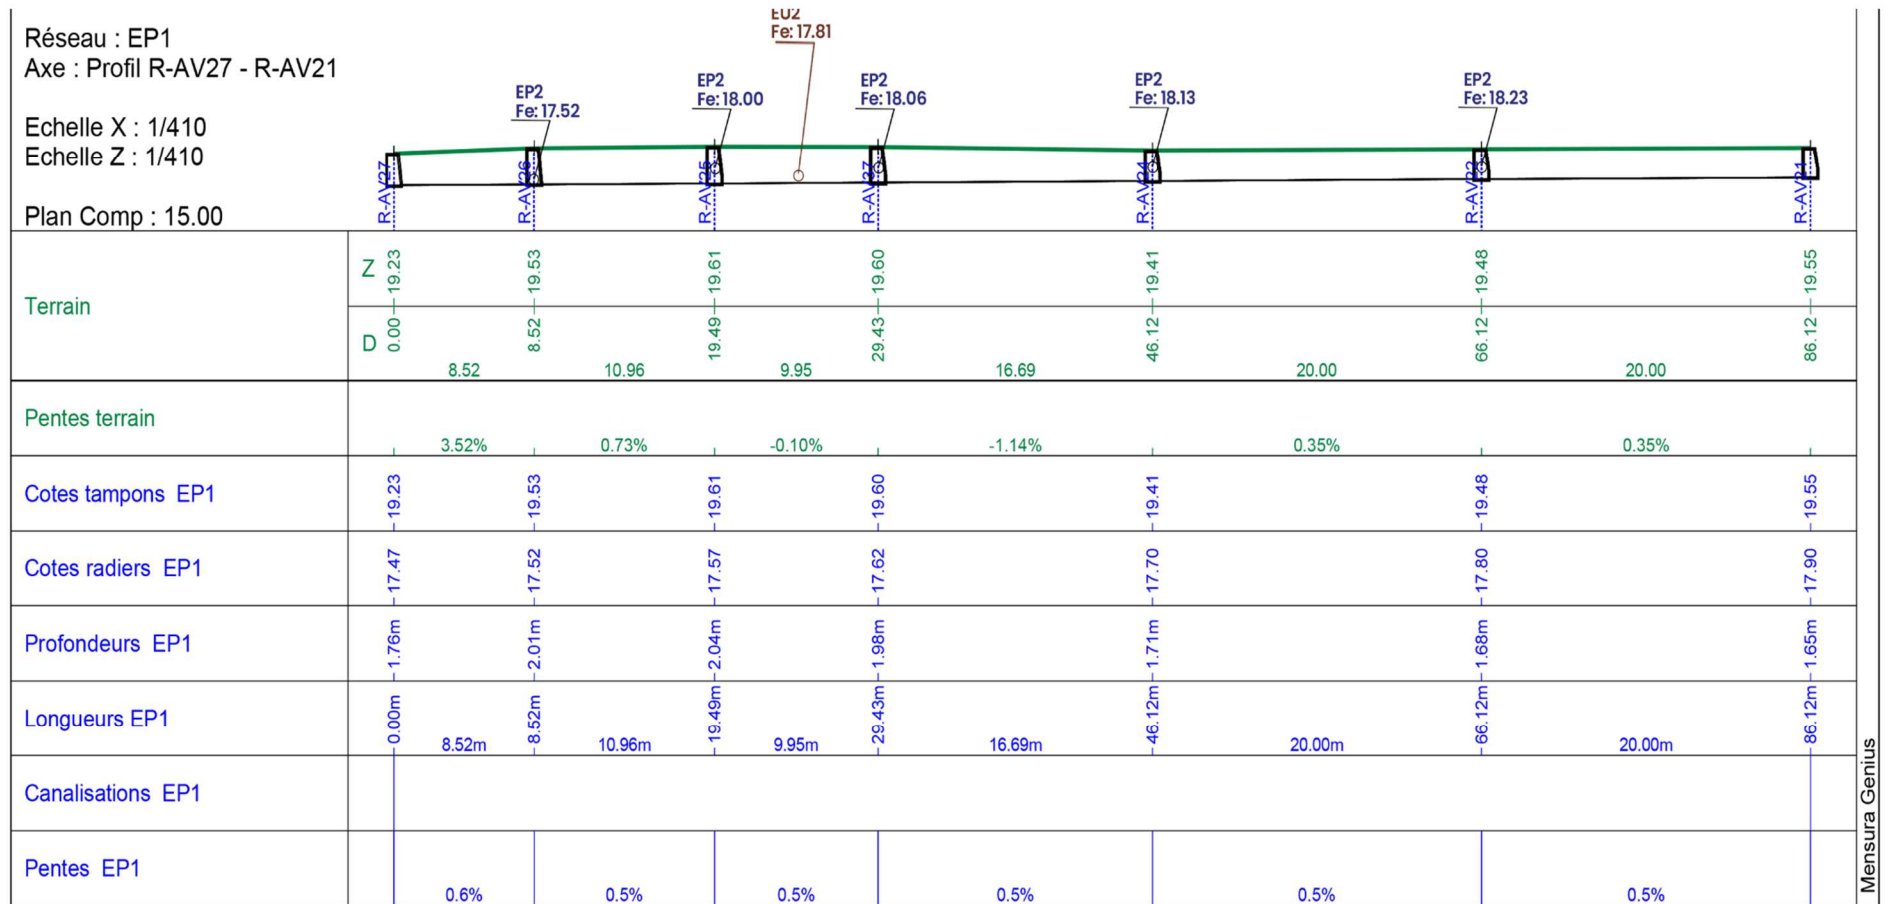 EU2
Fe:17.81
Réseau : EP1
Axe : Profil R-AV27 - R-AV21
Echelle X : 1/410
Echelle Z : 1/410
Plan Comp : 15.00
EP2
Fe:17.52
EP2
Fe:18.00
EP2
Fe:18.06
EP2
Fe:18.13
EP2
Fe:18.23
R-AV27
R-AV26
R-AV25
R-AV37
R-AV24
R-AV22
R-AV21
Terrain
Z
19.23 19.53 19.61 19.60 19.41 19.48 19.55
D
0.00 8.52 19.49 29.43 46.12 66.12 86.12
8.52 10.96 9.95 16.69 20.00 20.00
Pentes terrain
3.52% 0.73% -0.10% -1.14% 0.35% 0.35%
Cotes tampons EP1
19.23 19.53 19.61 19.60 19.41 19.48 19.55
Cotes radiers EP1
17.47 17.52 17.57 17.62 17.70 17.80 17.90
Profondeurs EP1
1.76m 2.01m 2.04m 1.98m 1.71m 1.68m 1.65m
Longueurs EP1
0.00m 8.52m 19.49m 29.43m 46.12m 66.12m 86.12m
8.52m 10.96m 9.95m 16.69m 20.00m 20.00m
Canalisations EP1
Pentes EP1
0.6% 0.5% 0.5% 0.5% 0.5% 0.5%
Mensura Genius